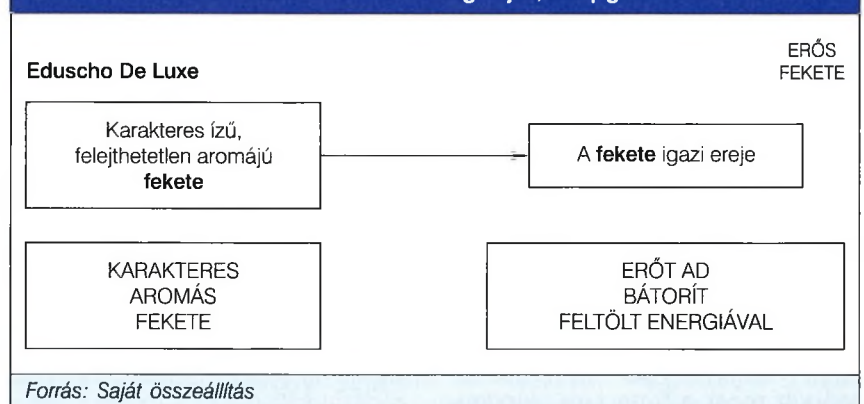 ERŐS
FEKETE
Eduscho De Luxe
Karakteres ízű,
felejthetetlen aromájú
fekete
A fekete igazi ereje
KARAKTERES
AROMÁS
FEKETE
ERŐT AD
BÁTORÍT
FELTÖLT ENERGIÁVAL
Forrás: Saját összeállítás